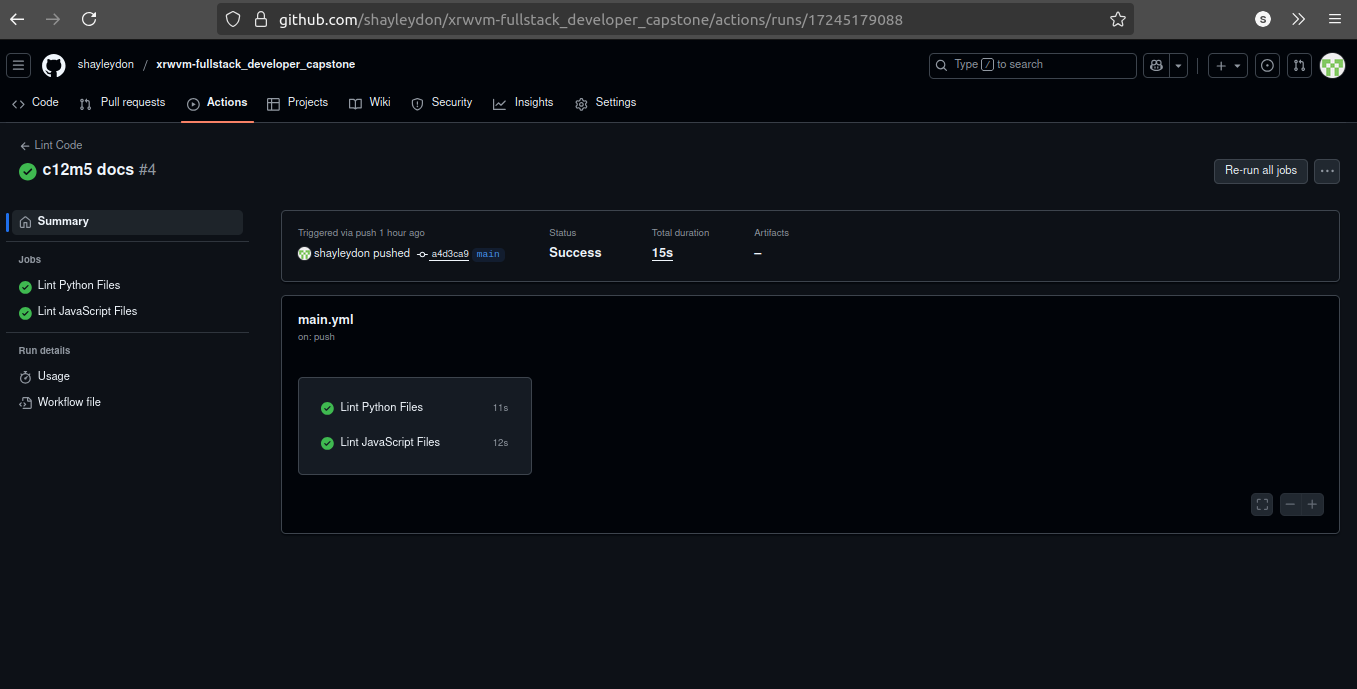 github.com/shayleydon/xrwvm-fullstack_developer_capstone/actions/runs/17245179088
S
shayleydon / xrwvm-fullstack_developer_capstone
Type / to search
Code Pull requests Actions Projects Wiki Security Insights Settings
Lint Code
c12m5 docs #4
Re-run all jobs
Summary
Jobs
Lint Python Files
Lint JavaScript Files
Run details
Usage
Workflow file
Triggered via push 1 hour ago Status Total duration Artifacts
shayleydon pushed a4d3ca9 main Success 15s –
main.yml
on: push
Lint Python Files 11s
Lint JavaScript Files 12s